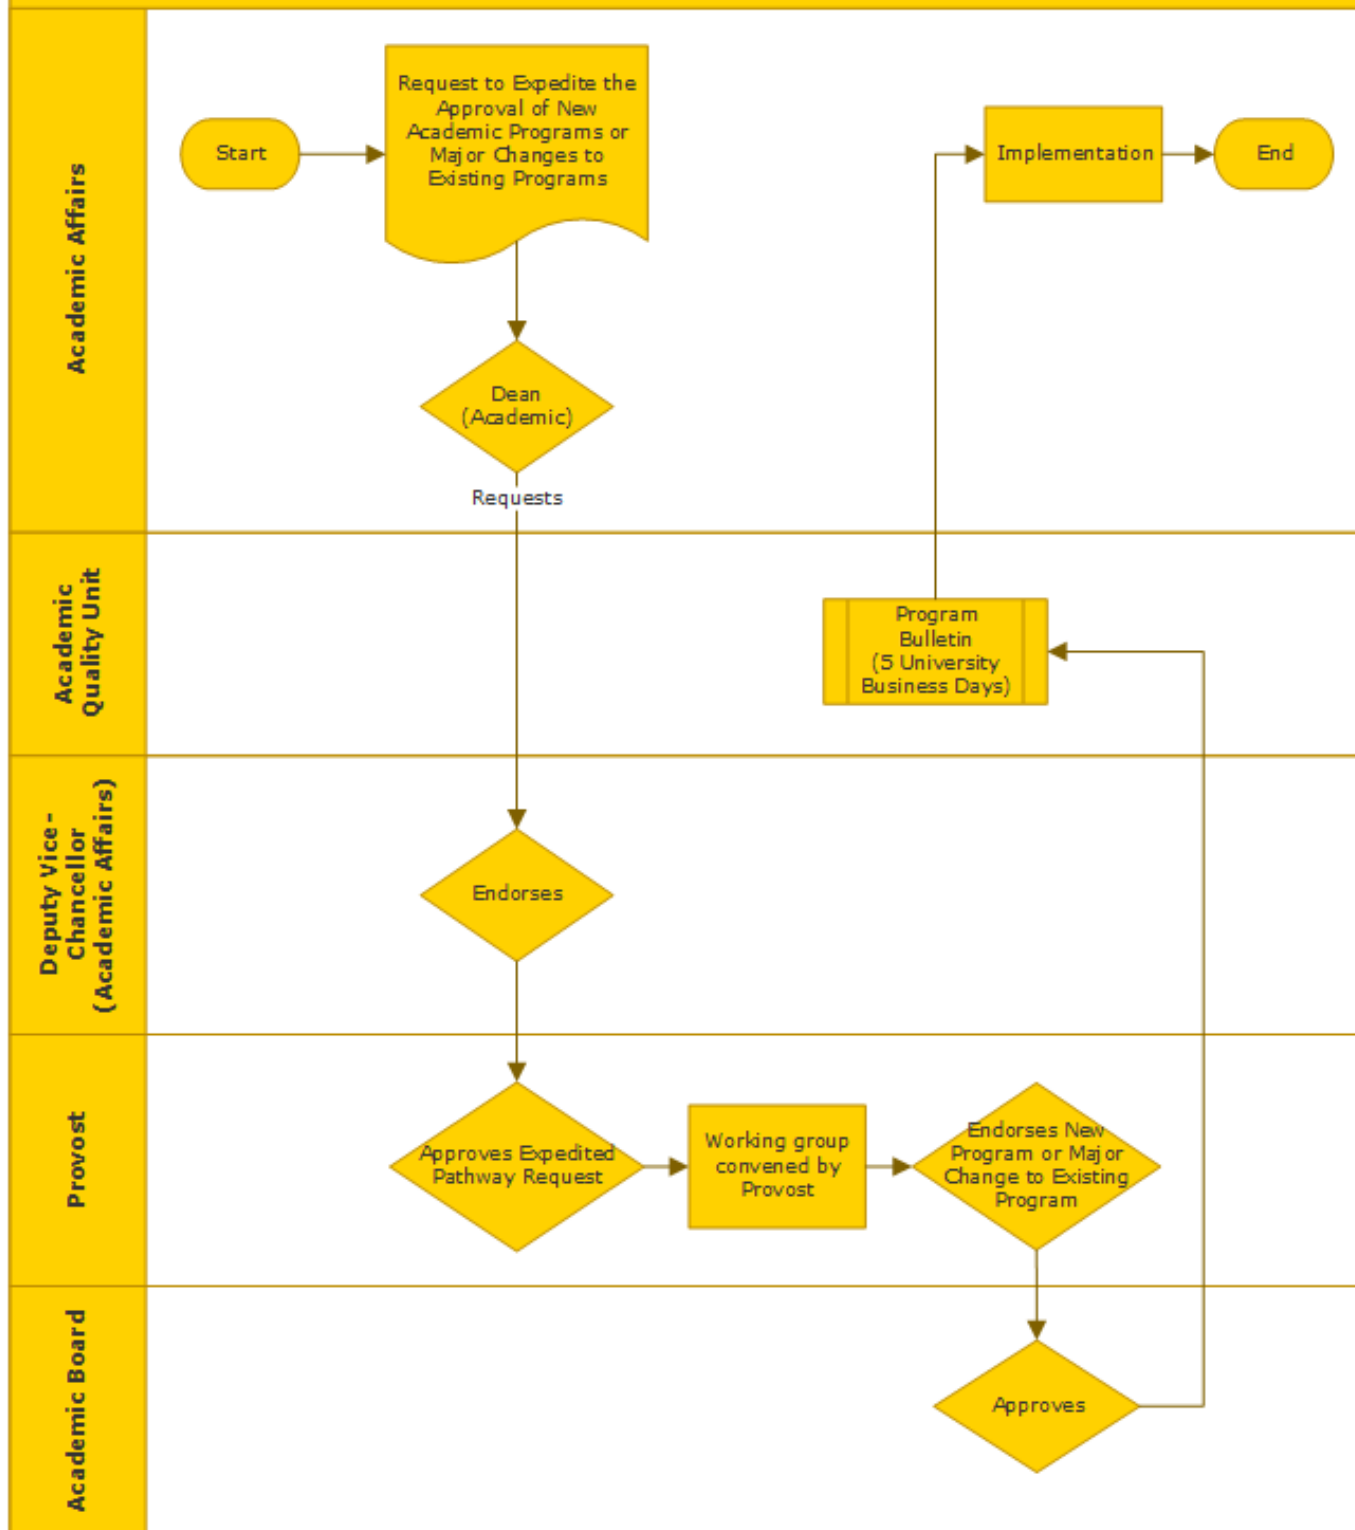 Academic Affairs
Start
Request to Expedite the
Approval of New
Academic Programs or
Major Changes to
Existing Programs
Implementation
End
Dean
(Academic)
Requests
Academic
Quality Unit
Program
Bulletin
(5 University
Business Days)
Deputy Vice-
Chancellor
(Academic Affairs)
Endorses
Provost
Approves Expedited
Pathway Request
Working group
convened by
Provost
Endorses New
Program or Major
Change to Existing
Program
Academic Board
Approves